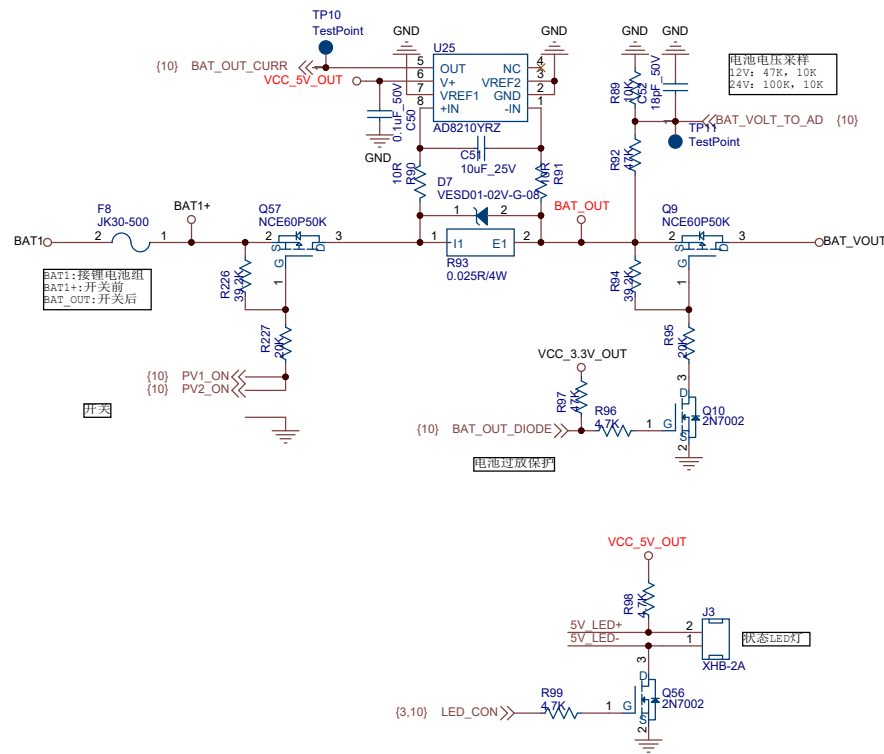 TP10
TestPoint
GND
U25
GND
GND
GND
{10} BAT_OUT_CURR
VCC_5V_OUT
5 OUT NC 4
6 V+ VREF2 3
7 VREF1 GND 2
8 +IN -IN 1
AD8210YRZ
0.1uF_50V
C50
GND
R89
10K
C52
18pF_50V
电池电压采样
12V: 47K, 10K
24V: 100K, 10K
1
BAT_VOLT_TO_AD {10}
TP11
TestPoint
C51
10uF_25V
10R
R90
10R
R91
R92
47K
D7
VESD01-02V-G-08
1 2
F8
JK30-500
BAT1+
Q57
NCE60P50K
BAT_OUT
Q9
NCE60P50K
BAT1
2 1
2 S D 3
G
1
1 I1 E1 2
R93
0.025R/4W
2 S D 3
G
1
BAT_VOUT
BAT1:接锂电池组
BAT1+:开关前
BAT_OUT:开关后
R226
39.2K
R94
39.2K
R227
20K
R95
20K
{10} PV1_ON
{10} PV2_ON
VCC_3.3V_OUT
开关
R97
47K
{10} BAT_OUT_DIODE
R96
4.7K
1
3
D
G
S
2
Q10
2N7002
电池过放保护
VCC_5V_OUT
R98
4.7K
J3
5V_LED+ 2
5V_LED- 1
XHB-2A
状态LED灯
{3,10} LED_CON
R99
4.7K
1
3
D
G
S
2
Q56
2N7002